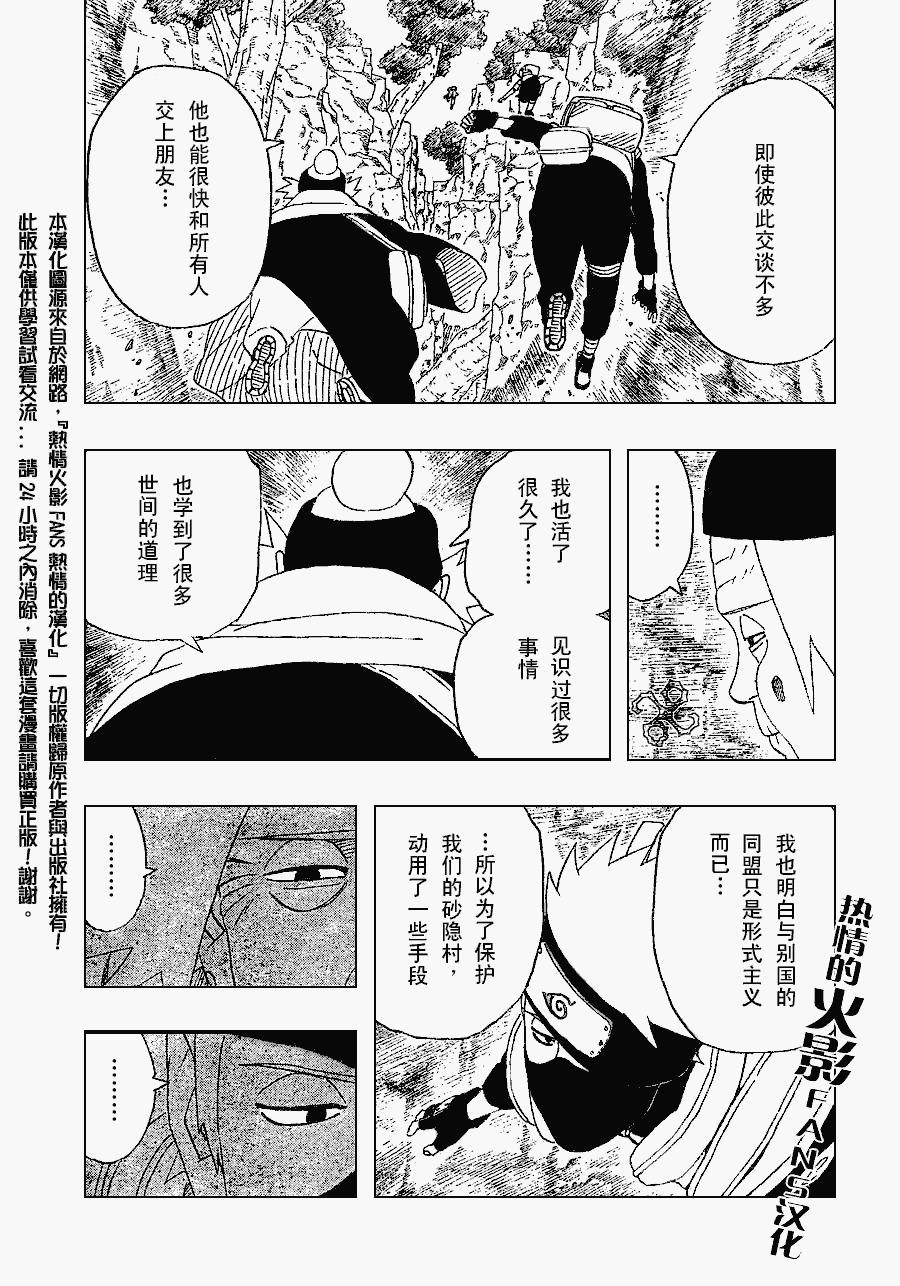 即使彼此交谈不多
他也能很快和所有人
交上朋友…
………
我也活了
很久了……
见识过很多
事情
也学到了很多
世间的道理
我也明白与别国的
同盟只是形式主义
而已…
…所以为了保护
我们的砂隐村，
动用了一些手段
………
………
本漢化圖源來自於網路，『熱情火影 FANS 熱情的漢化』一切版權歸原作者與出版社擁有！
此版本僅供學習試看交流... 請 24 小時之內消除，喜歡這套漫畫請購買正版！謝謝。
热情的火影FANS汉化